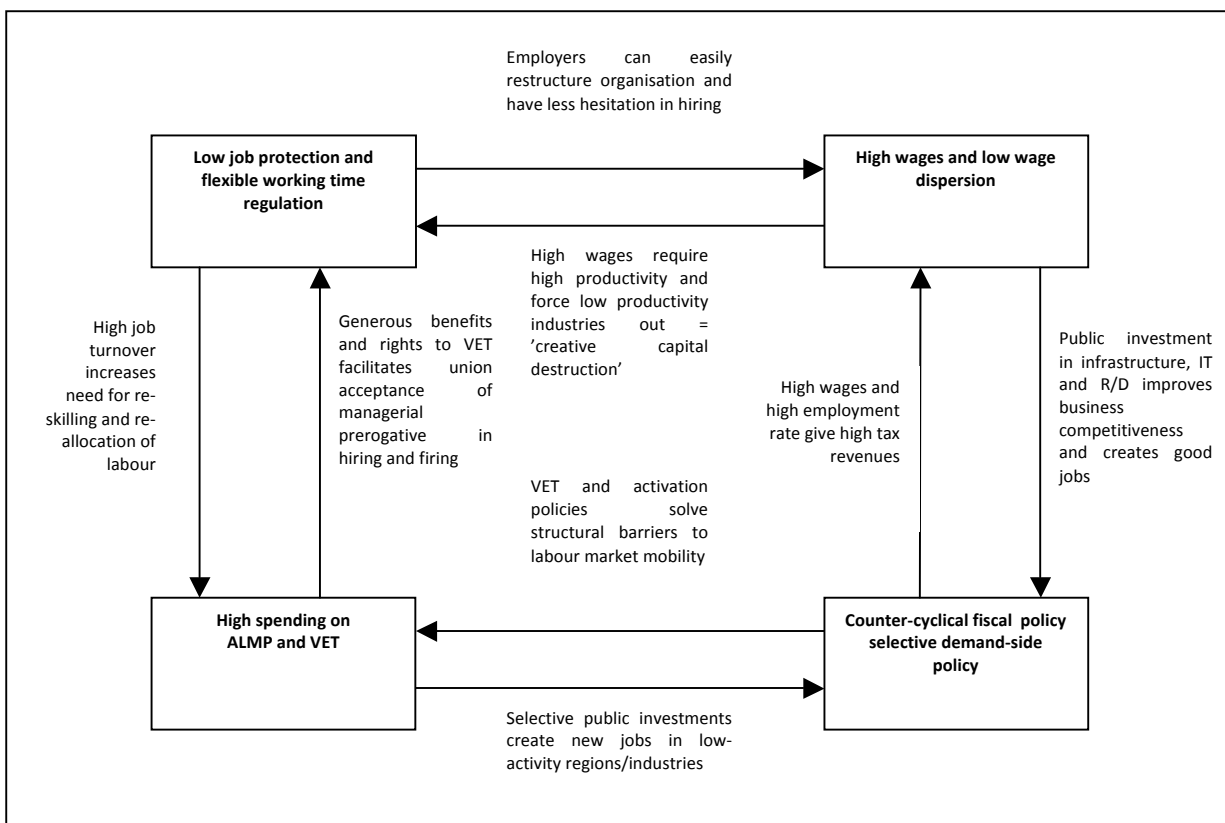 Employers can easily
restructure organisation and
have less hesitation in hiring
Low job protection and
flexible working time
regulation
High wages and low wage
dispersion
High wages require
high productivity and
force low productivity
industries out =
’creative capital
destruction’
High job
turnover
increases
need for re-
skilling and re-
allocation of
labour
Generous benefits
and rights to VET
facilitates union
acceptance of
managerial
prerogative in
hiring and firing
High wages and
high employment
rate give high tax
revenues
Public investment
in infrastructure, IT
and R/D improves
business
competitiveness
and creates good
jobs
VET and activation
policies solve
structural barriers to
labour market mobility
High spending on
ALMP and VET
Counter-cyclical fiscal policy
selective demand-side
policy
Selective public investments
create new jobs in low-
activity regions/industries